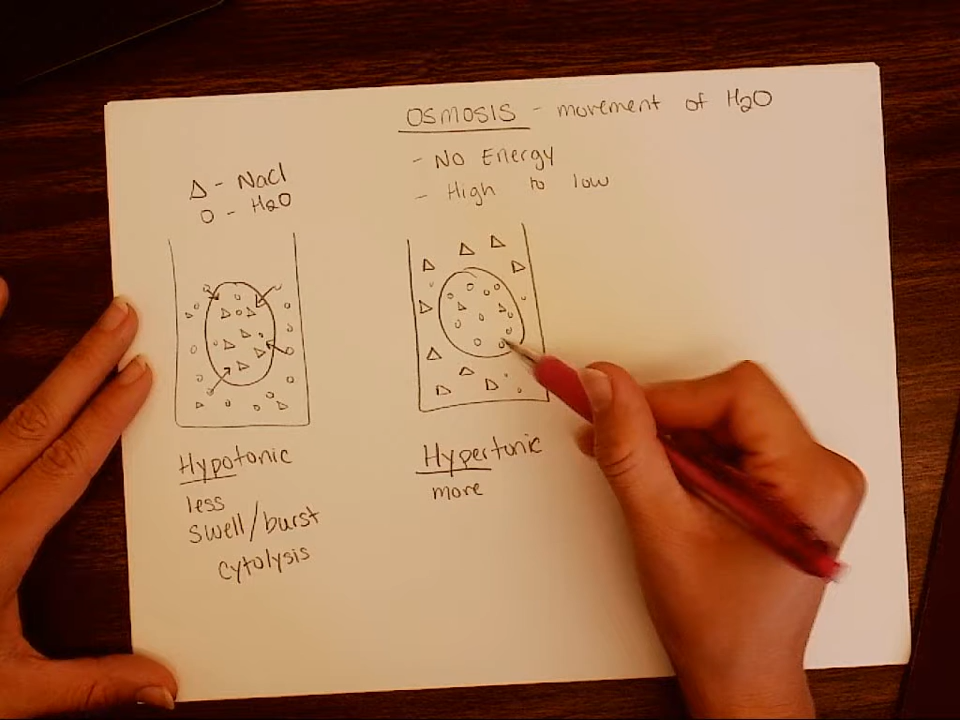 OSMOSIS - movement of H2O
- No Energy
- High to low
Δ - Nacl
O - H2O
Hypotonic
less
swell/burst
cytolysis
Hypertonic
more